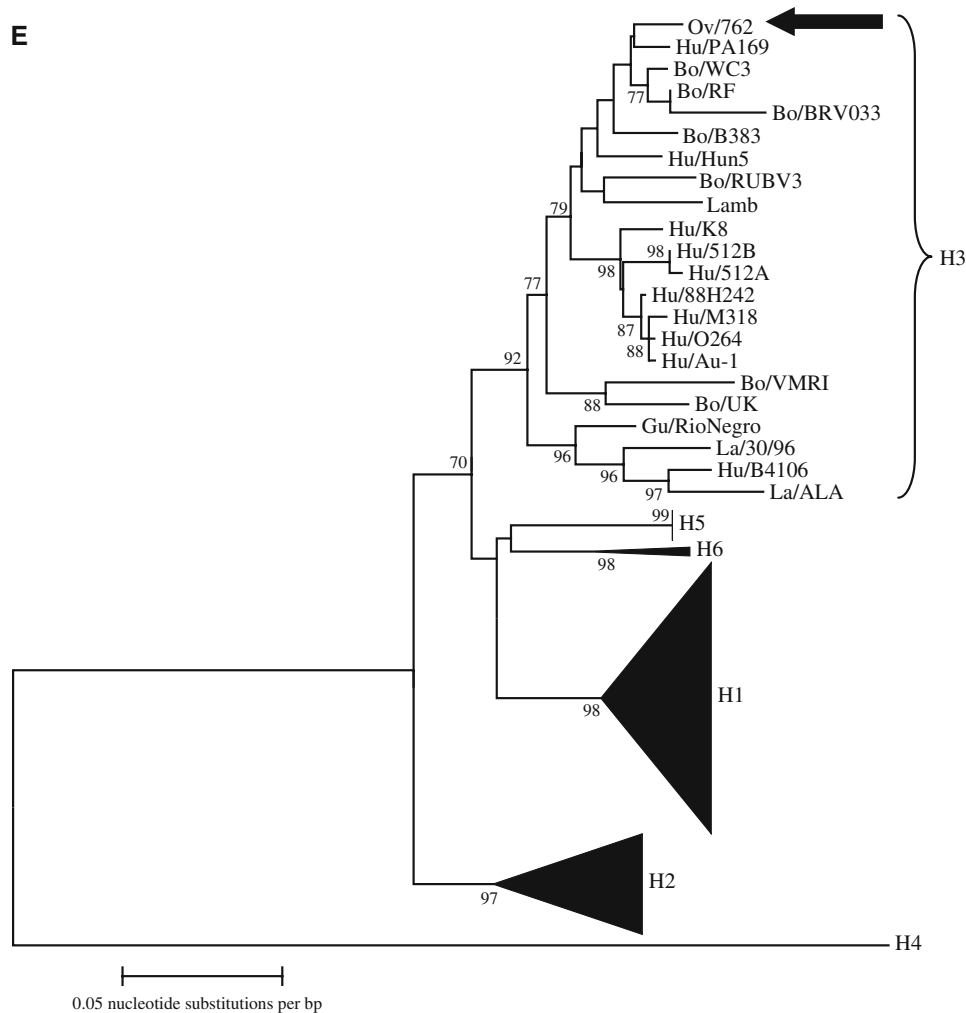 E
Ov/762
Hu/PA169
Bo/WC3
77
Bo/RF
Bo/BRV033
Bo/B383
Hu/Hun5
Bo/RUBV3
79
Lamb
Hu/K8
98
Hu/512B
98
Hu/512A
H3
77
Hu/88H242
87
Hu/M318
Hu/O264
88
Hu/Au-1
92
Bo/VMRI
88
Bo/UK
Gu/RioNegro
96
La/30/96
70
96
Hu/B4106
97
La/ALA
99
H5
98
H6
98
H1
97
H2
H4
0.05 nucleotide substitutions per bp